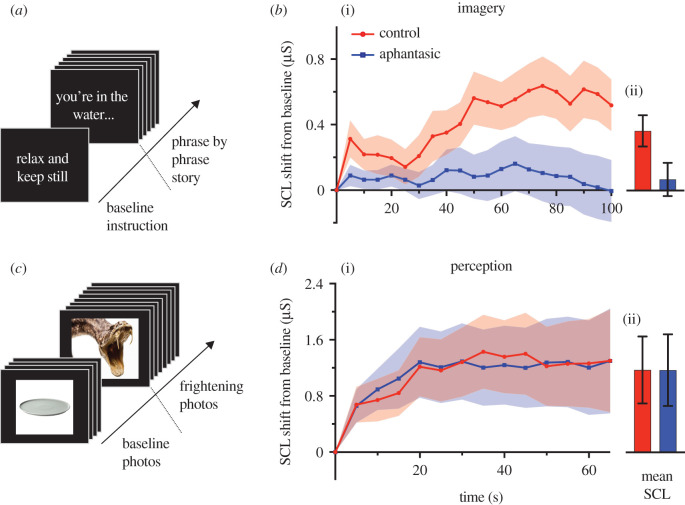 (a)
relax and
keep still
you're in the
water...
phrase by
phrase
story
baseline
instruction
(b)
(i)
imagery
control
aphantasic
SCL shift from baseline (µS)
0.8
0.4
0
0
20
40
60
80
100
(ii)
(c)
baseline
photos
frightening
photos
(d)
(i)
perception
SCL shift from baseline (µS)
2.4
1.6
1.2
0
0
20
40
60
time (s)
(ii)
mean
SCL